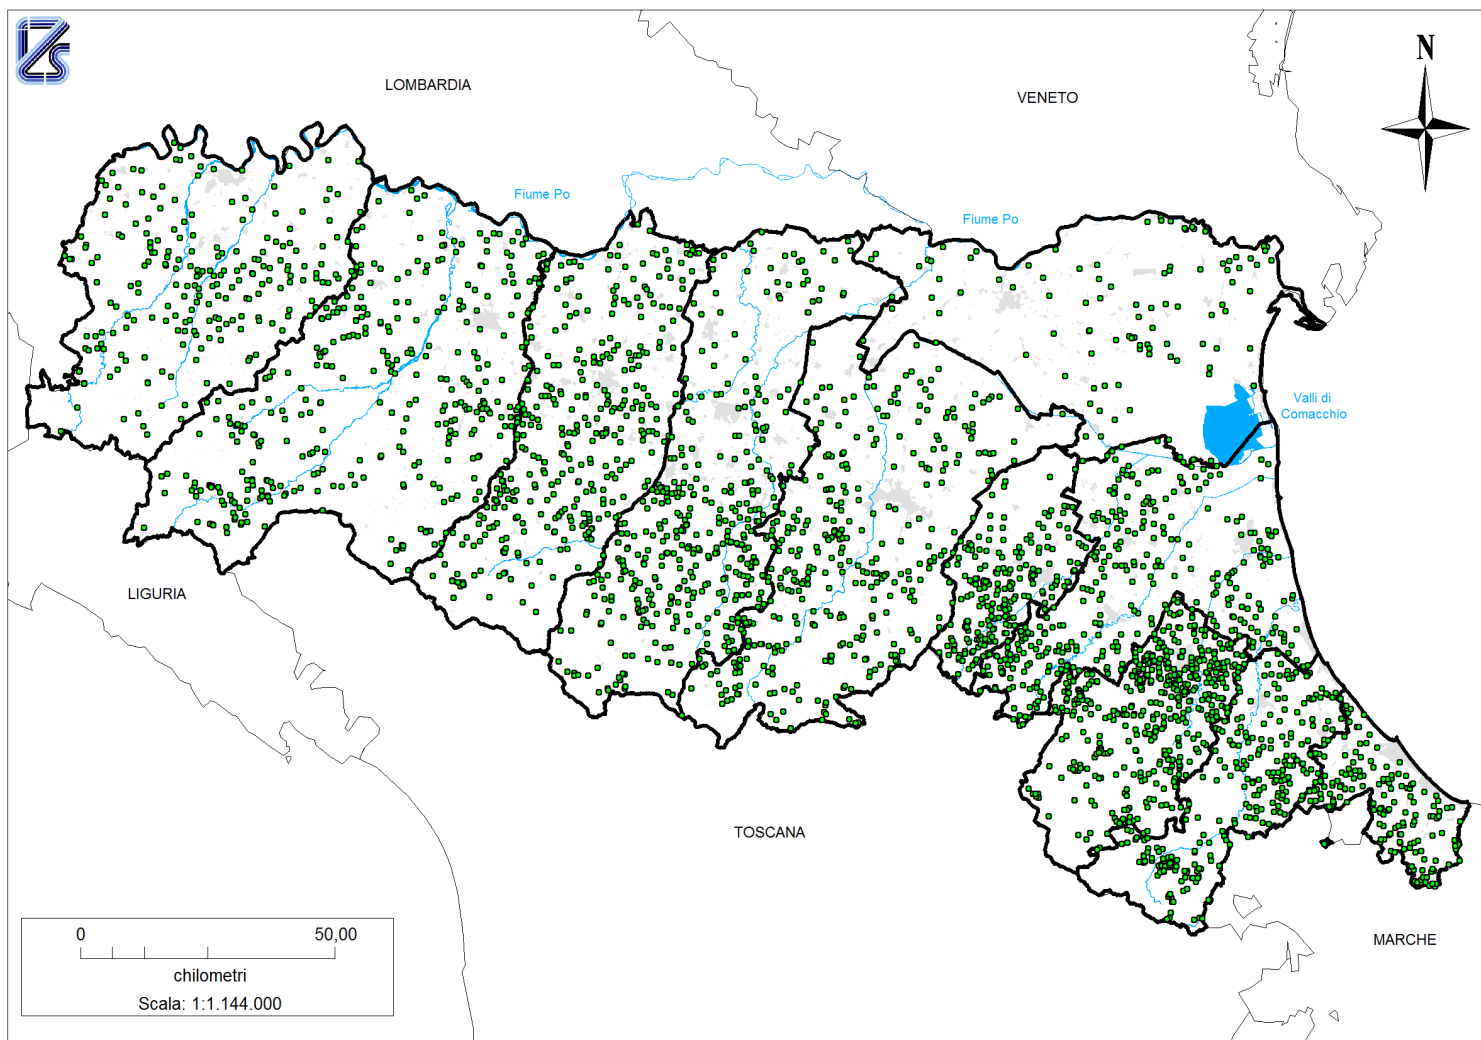 IZS
LOMBARDIA
VENETO
N
Fiume Po
Fiume Po
Valli di
Comacchio
LIGURIA
TOSCANA
MARCHE
0 50,00
chilometri
Scala: 1:1.144.000